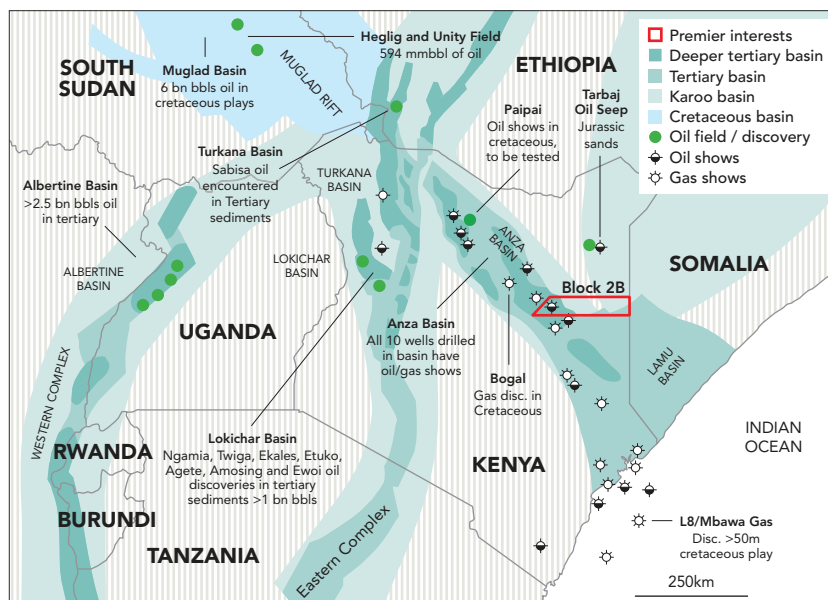 Heglig and Unity Field
594 mmbbl of oil
SOUTH
SUDAN
Muglad Basin
6 bn bbls oil in
cretaceous plays
MUGLAD RIFT
ETHIOPIA
Premier interests
Deeper tertiary basin
Tertiary basin
Karoo basin
Cretaceous basin
Oil field / discovery
Oil shows
Gas shows
Paipai
Oil shows in
cretaceous,
to be tested
Tarbaj
Oil Seep
Jurassic
sands
Turkana Basin
Sabisa oil
encountered
in Tertiary
sediments
TURKANA
BASIN
Albertine Basin
>2.5 bn bbls oil
in tertiary
ALBERTINE
BASIN
LOKICHAR
BASIN
ANZA
BASIN
SOMALIA
Block 2B
UGANDA
Anza Basin
All 10 wells drilled
in basin have
oil/gas shows
Bogal
Gas disc. in
Cretaceous
LAMU
BASIN
WESTERN COMPLEX
INDIAN
OCEAN
RWANDA
Lokichar Basin
Ngamia, Twiga, Ekales, Etuko,
Agete, Amosing and Ewoi oil
discoveries in tertiary
sediments >1 bn bbls
KENYA
BURUNDI
TANZANIA
Eastern Complex
L8/Mbawa Gas
Disc. >50m
cretaceous play
250km